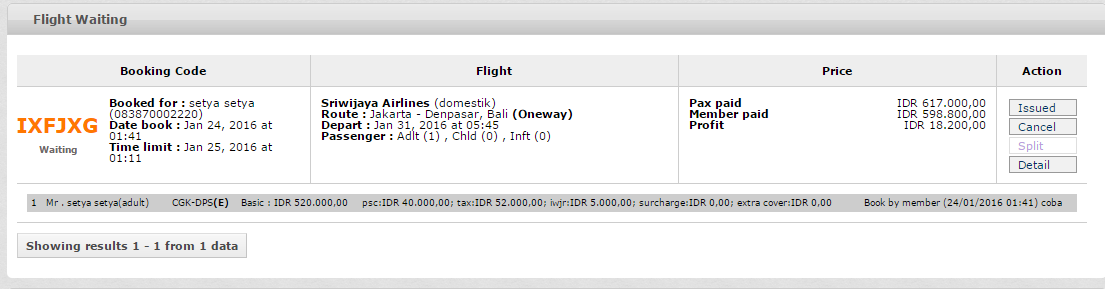 Flight Waiting
Booking Code
Flight
Price
Action
IXFJXG
Waiting
Booked for : setya setya
(083870002220)
Date book : Jan 24, 2016 at
01:41
Time limit : Jan 25, 2016 at
01:11
Sriwijaya Airlines (domestik)
Route : Jakarta - Denpasar, Bali (Oneway)
Depart : Jan 31, 2016 at 05:45
Passenger : Adlt (1) , Chld (0) , Inft (0)
Pax paid IDR 617.000,00
Member paid IDR 598.800,00
Profit IDR 18.200,00
Issued
Cancel
Split
Detail
1 Mr . setya setya(adult) CGK-DPS(E) Basic : IDR 520.000,00 psc:IDR 40.000,00; tax:IDR 52.000,00; iwjr:IDR 5.000,00; surcharge:IDR 0,00; extra cover:IDR 0,00 Book by member (24/01/2016 01:41) coba
Showing results 1 - 1 from 1 data